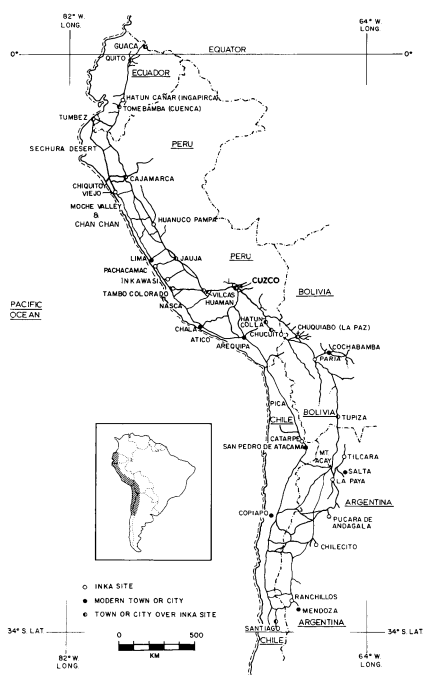 82° W.
LONG.
64° W
LONG.
0°
EQUATOR
0°
GUACA
QUITO
ECUADOR
HATUN CAÑAR (INGAPIRCA)
TOMEBAMBA (CUENCA)
TUMBEZ
SECHURA DESERT
PERU
CAJAMARCA
CHIQUITO
VIEJO
MOCHE VALLEY
&
CHAN CHAN
HUANUCO PAMPA
LIMA
JAUJA
PERU
PACHACAMAC
INKAWASI
CUZCO
TAMBO COLORADO
VILCAS
HUAMAN
BOLIVIA
PACIFIC
OCEAN
NASCA
HATUN-
COLLA
CHUQUIABO (LA PAZ)
CHALA
CHUCUITO
COCHABAMBA
ATICO
AREQUIPA
PARIA
PICA
BOLIVIA
TUPIZA
CHILE
CATARPE
SAN PEDRO DE ATACAMA
MT.
ACAY
TILCARA
SALTA
LA PAYA
ARGENTINA
COPIAPO
PUCARA DE
ANDAGALA
CHILECITO
INKA SITE
MODERN TOWN OR CITY
TOWN OR CITY OVER INKA SITE
RANCHILLOS
MENDOZA
34° S. LAT
SANTIAGO
ARGENTINA
34° S. LAT.
CHILE
0
500
KM
82° W.
LONG.
64° W.
LONG.